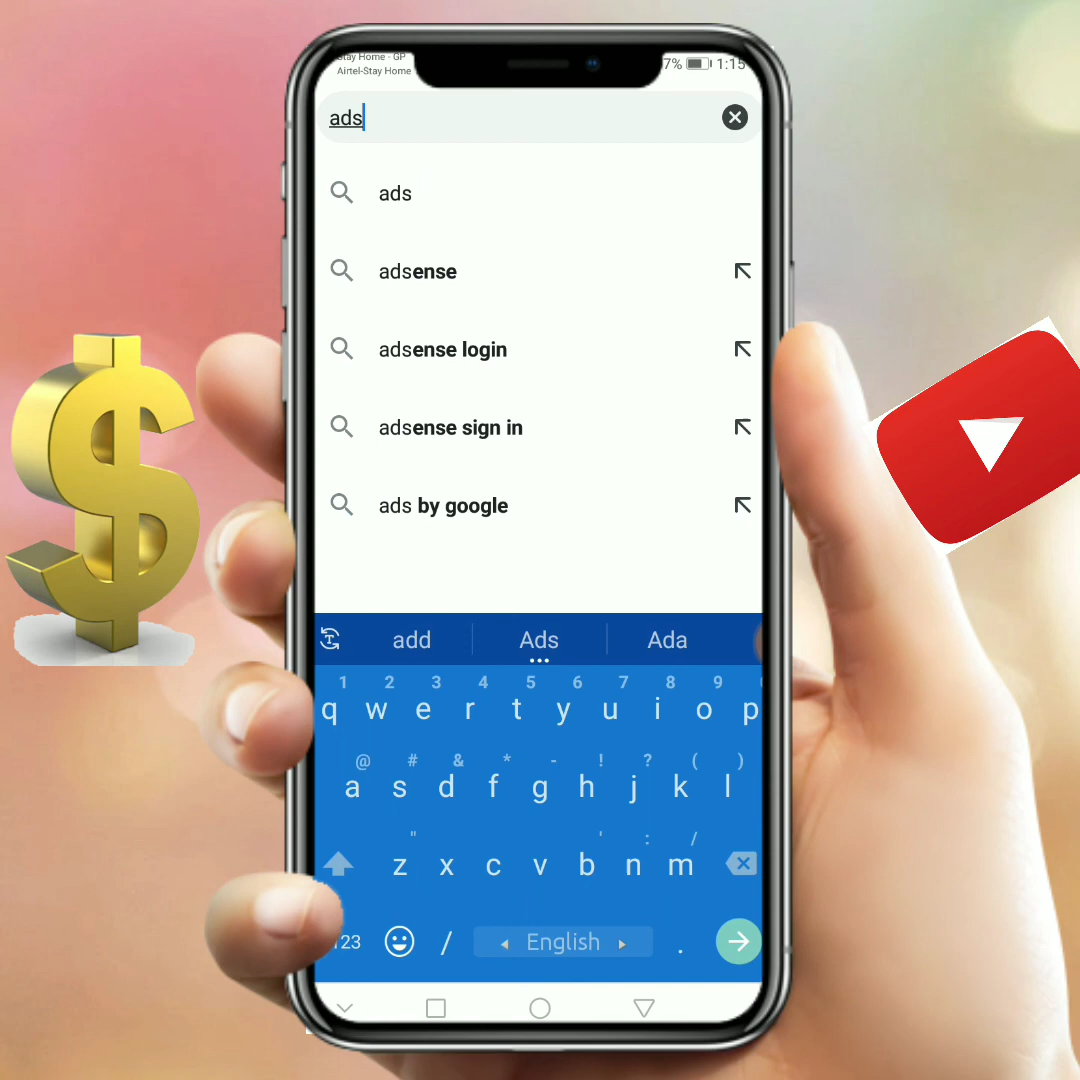 Stay Home - GP
Airtel-Stay Home
7% 1:15
ads
ads
adsense
adsense login
adsense sign in
ads by google
add Ads Ada
1 2 3 4 5 6 7 8 9
q w e r t y u i o p
@ # & * - ! ? ( )
a s d f g h j k l
" ' : /
z x c v b n m
123 / English .